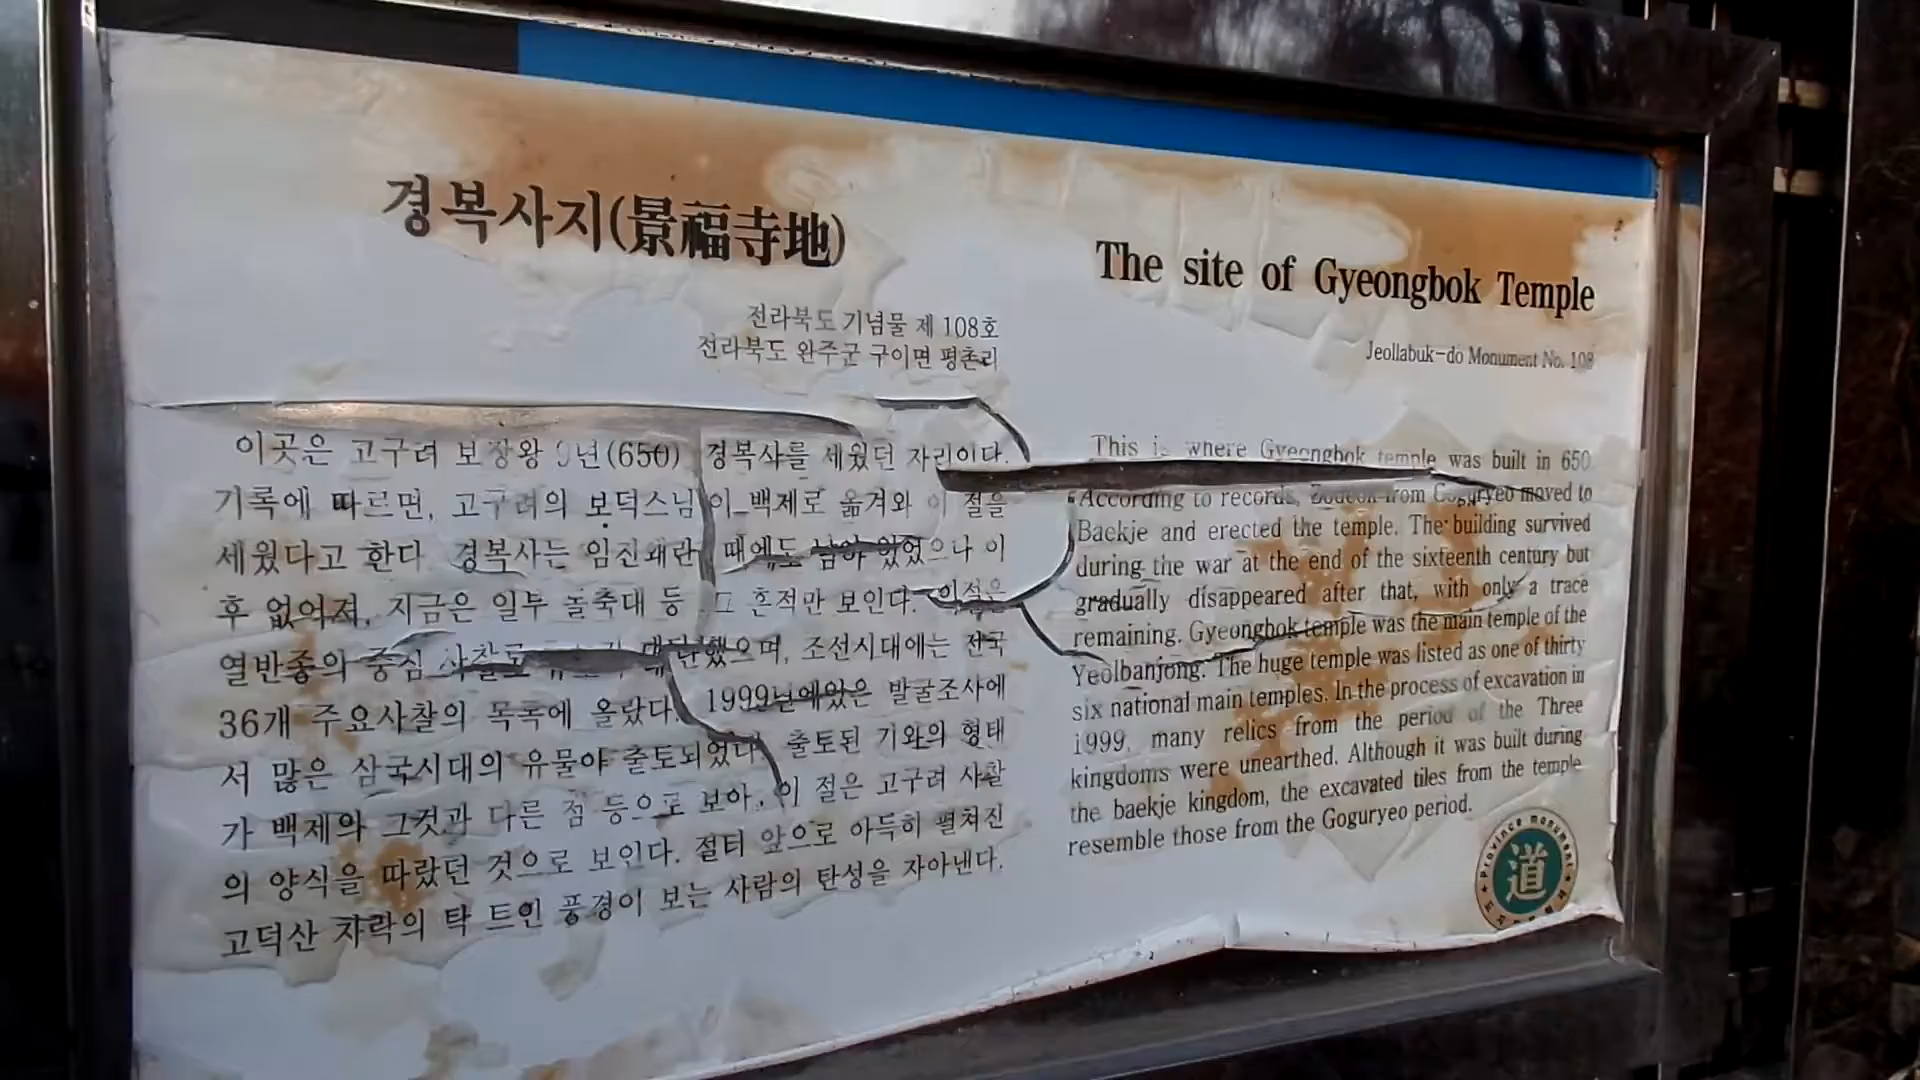 경복사지(景福寺地)
전라북도 기념물 제 108호
전라북도 완주군 구이면 평촌리
이곳은 고구려 보장왕 9년(650) 경복사를 세웠던 자리이다.
기록에 따르면, 고구려의 보덕스님이 백제로 옮겨와 이 절을
세웠다고 한다 경복사는 임진왜란 때에도 남아 있었으나 이
후 없어져, 지금은 일부 돌축대 등 그 흔적만 보인다. 이절은
열반종의 중심 사찰로 했으며, 조선시대에는 전국
36개 주요사찰의 목록에 올랐다. 1999년에있은 발굴조사에
서 많은 삼국시대의 유물이 출토되었다 출토된 기와의 형태
가 백제와 그것과 다른 점 등으로 보아, 이 절은 고구려 사찰
의 양식을 따랐던 것으로 보인다. 절터 앞으로 아득히 펼쳐진
고덕산 자락의 탁 트인 풍경이 보는 사람의 탄성을 자아낸다.
The site of Gyeongbok Temple
Jeollabuk-do Monument No. 108
This is where Gyeongbok temple was built in 650.
According to records, from Goguryeo moved to
Baekje and erected the temple. The building survived
during the war at the end of the sixteenth century but
gradually disappeared after that, with only a trace
remaining. Gyeongbok temple was the main temple of the
Yeolbanjong. The huge temple was listed as one of thirty
six national main temples. In the process of excavation in
1999, many relics from the period of the Three
kingdoms were unearthed. Although it was built during
the baekje kingdom, the excavated tiles from the temple
resemble those from the Goguryeo period.
Province monument
道